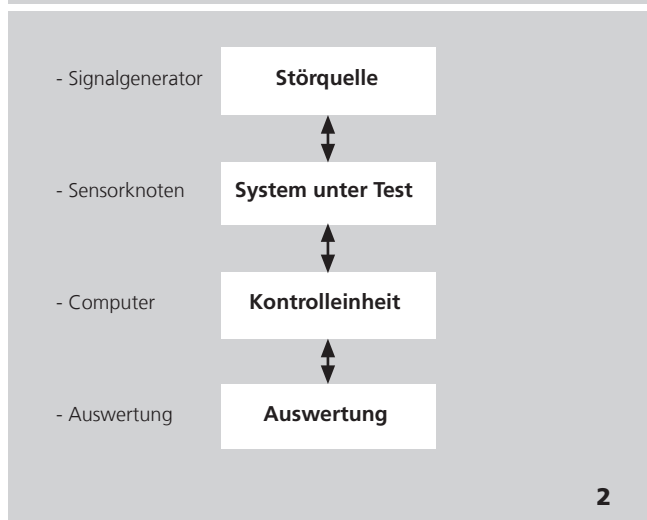 - Signalgenerator Störquelle
- Sensorknoten System unter Test
- Computer Kontrolleinheit
- Auswertung Auswertung
2